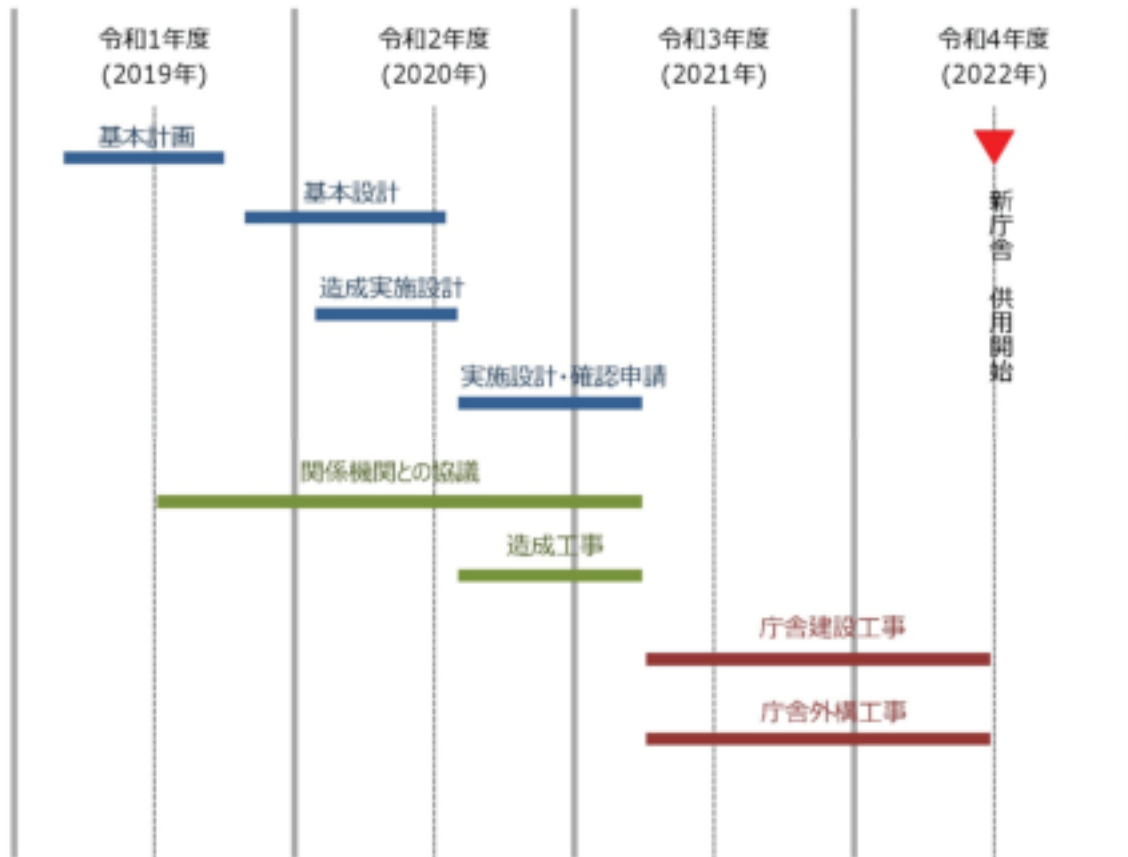 令和1年度
(2019年)
令和2年度
(2020年)
令和3年度
(2021年)
令和4年度
(2022年)
基本計画
基本設計
造成実施設計
実施設計・確認申請
関係機関との協議
造成工事
庁舎建設工事
庁舎外構工事
新庁舎 供用開始